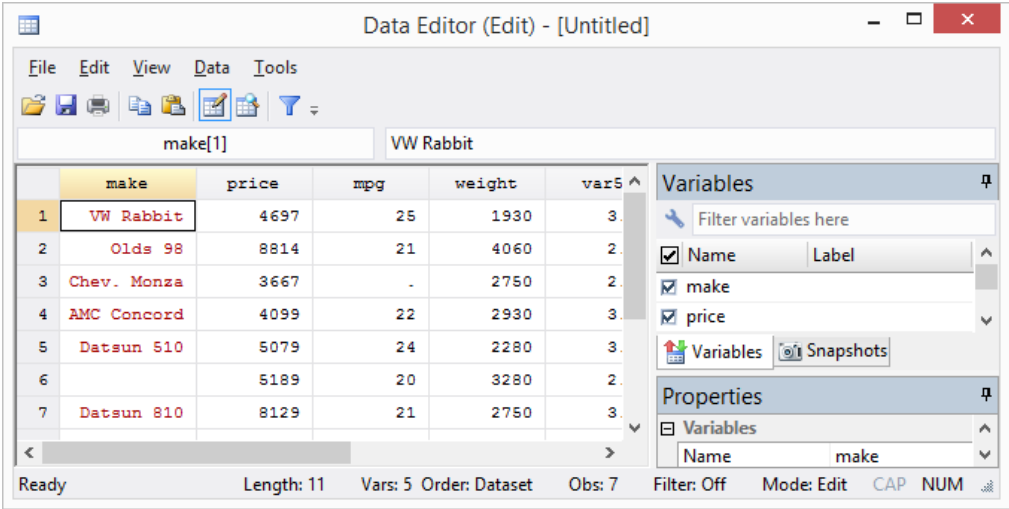 Data Editor (Edit) - [Untitled]
File Edit View Data Tools
make[1] VW Rabbit
make price mpg weight var5
1 VW Rabbit 4697 25 1930 3.
2 Olds 98 8814 21 4060 2.
3 Chev. Monza 3667 . 2750 2.
4 AMC Concord 4099 22 2930 3.
5 Datsun 510 5079 24 2280 3.
6 5189 20 3280 2.
7 Datsun 810 8129 21 2750 3.
Variables
Filter variables here
Name Label
make
price
Variables Snapshots
Properties
Variables
Name make
Ready Length: 11 Vars: 5 Order: Dataset Obs: 7 Filter: Off Mode: Edit CAP NUM